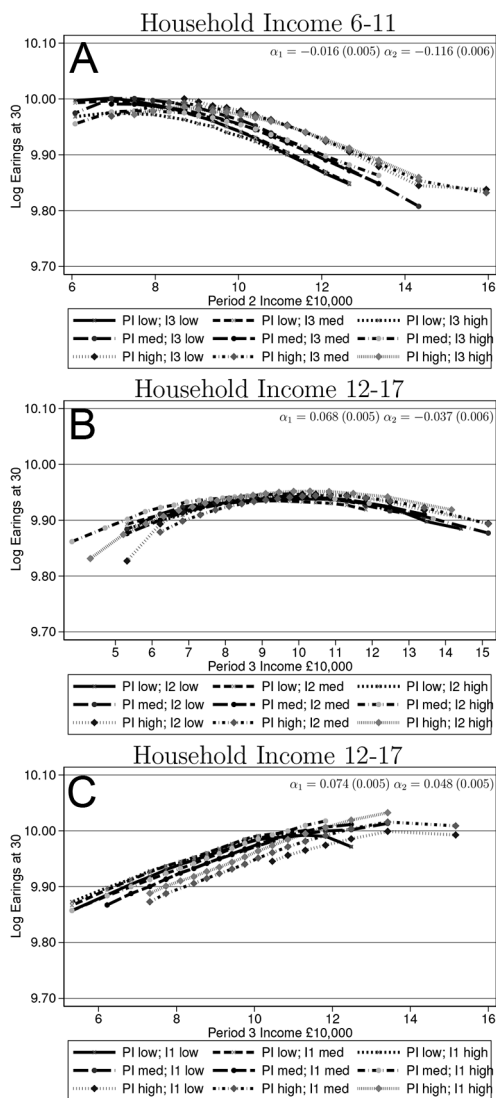 Household Income 6-11
A
α₁ = −0.016 (0.005) α₂ = −0.116 (0.006)
10.10
10.00
9.90
9.80
9.70
Log Earings at 30
6 8 10 12 14 16
Period 2 Income £10,000
PI low; I3 low PI low; I3 med PI low; I3 high
PI med; I3 low PI med; I3 med PI med; I3 high
PI high; I3 low PI high; I3 med PI high; I3 high
Household Income 12-17
B
α₁ = 0.068 (0.005) α₂ = −0.037 (0.006)
10.10
10.00
9.90
9.80
9.70
Log Earings at 30
5 6 7 8 9 10 11 12 13 14 15
Period 3 Income £10,000
PI low; I2 low PI low; I2 med PI low; I2 high
PI med; I2 low PI med; I2 med PI med; I2 high
PI high; I2 low PI high; I2 med PI high; I2 high
Household Income 12-17
C
α₁ = 0.074 (0.005) α₂ = 0.048 (0.005)
10.10
10.00
9.90
9.80
9.70
Log Earings at 30
6 8 10 12 14 16
Period 3 Income £10,000
PI low; I1 low PI low; I1 med PI low; I1 high
PI med; I1 low PI med; I1 med PI med; I1 high
PI high; I1 low PI high; I1 med PI high; I1 high